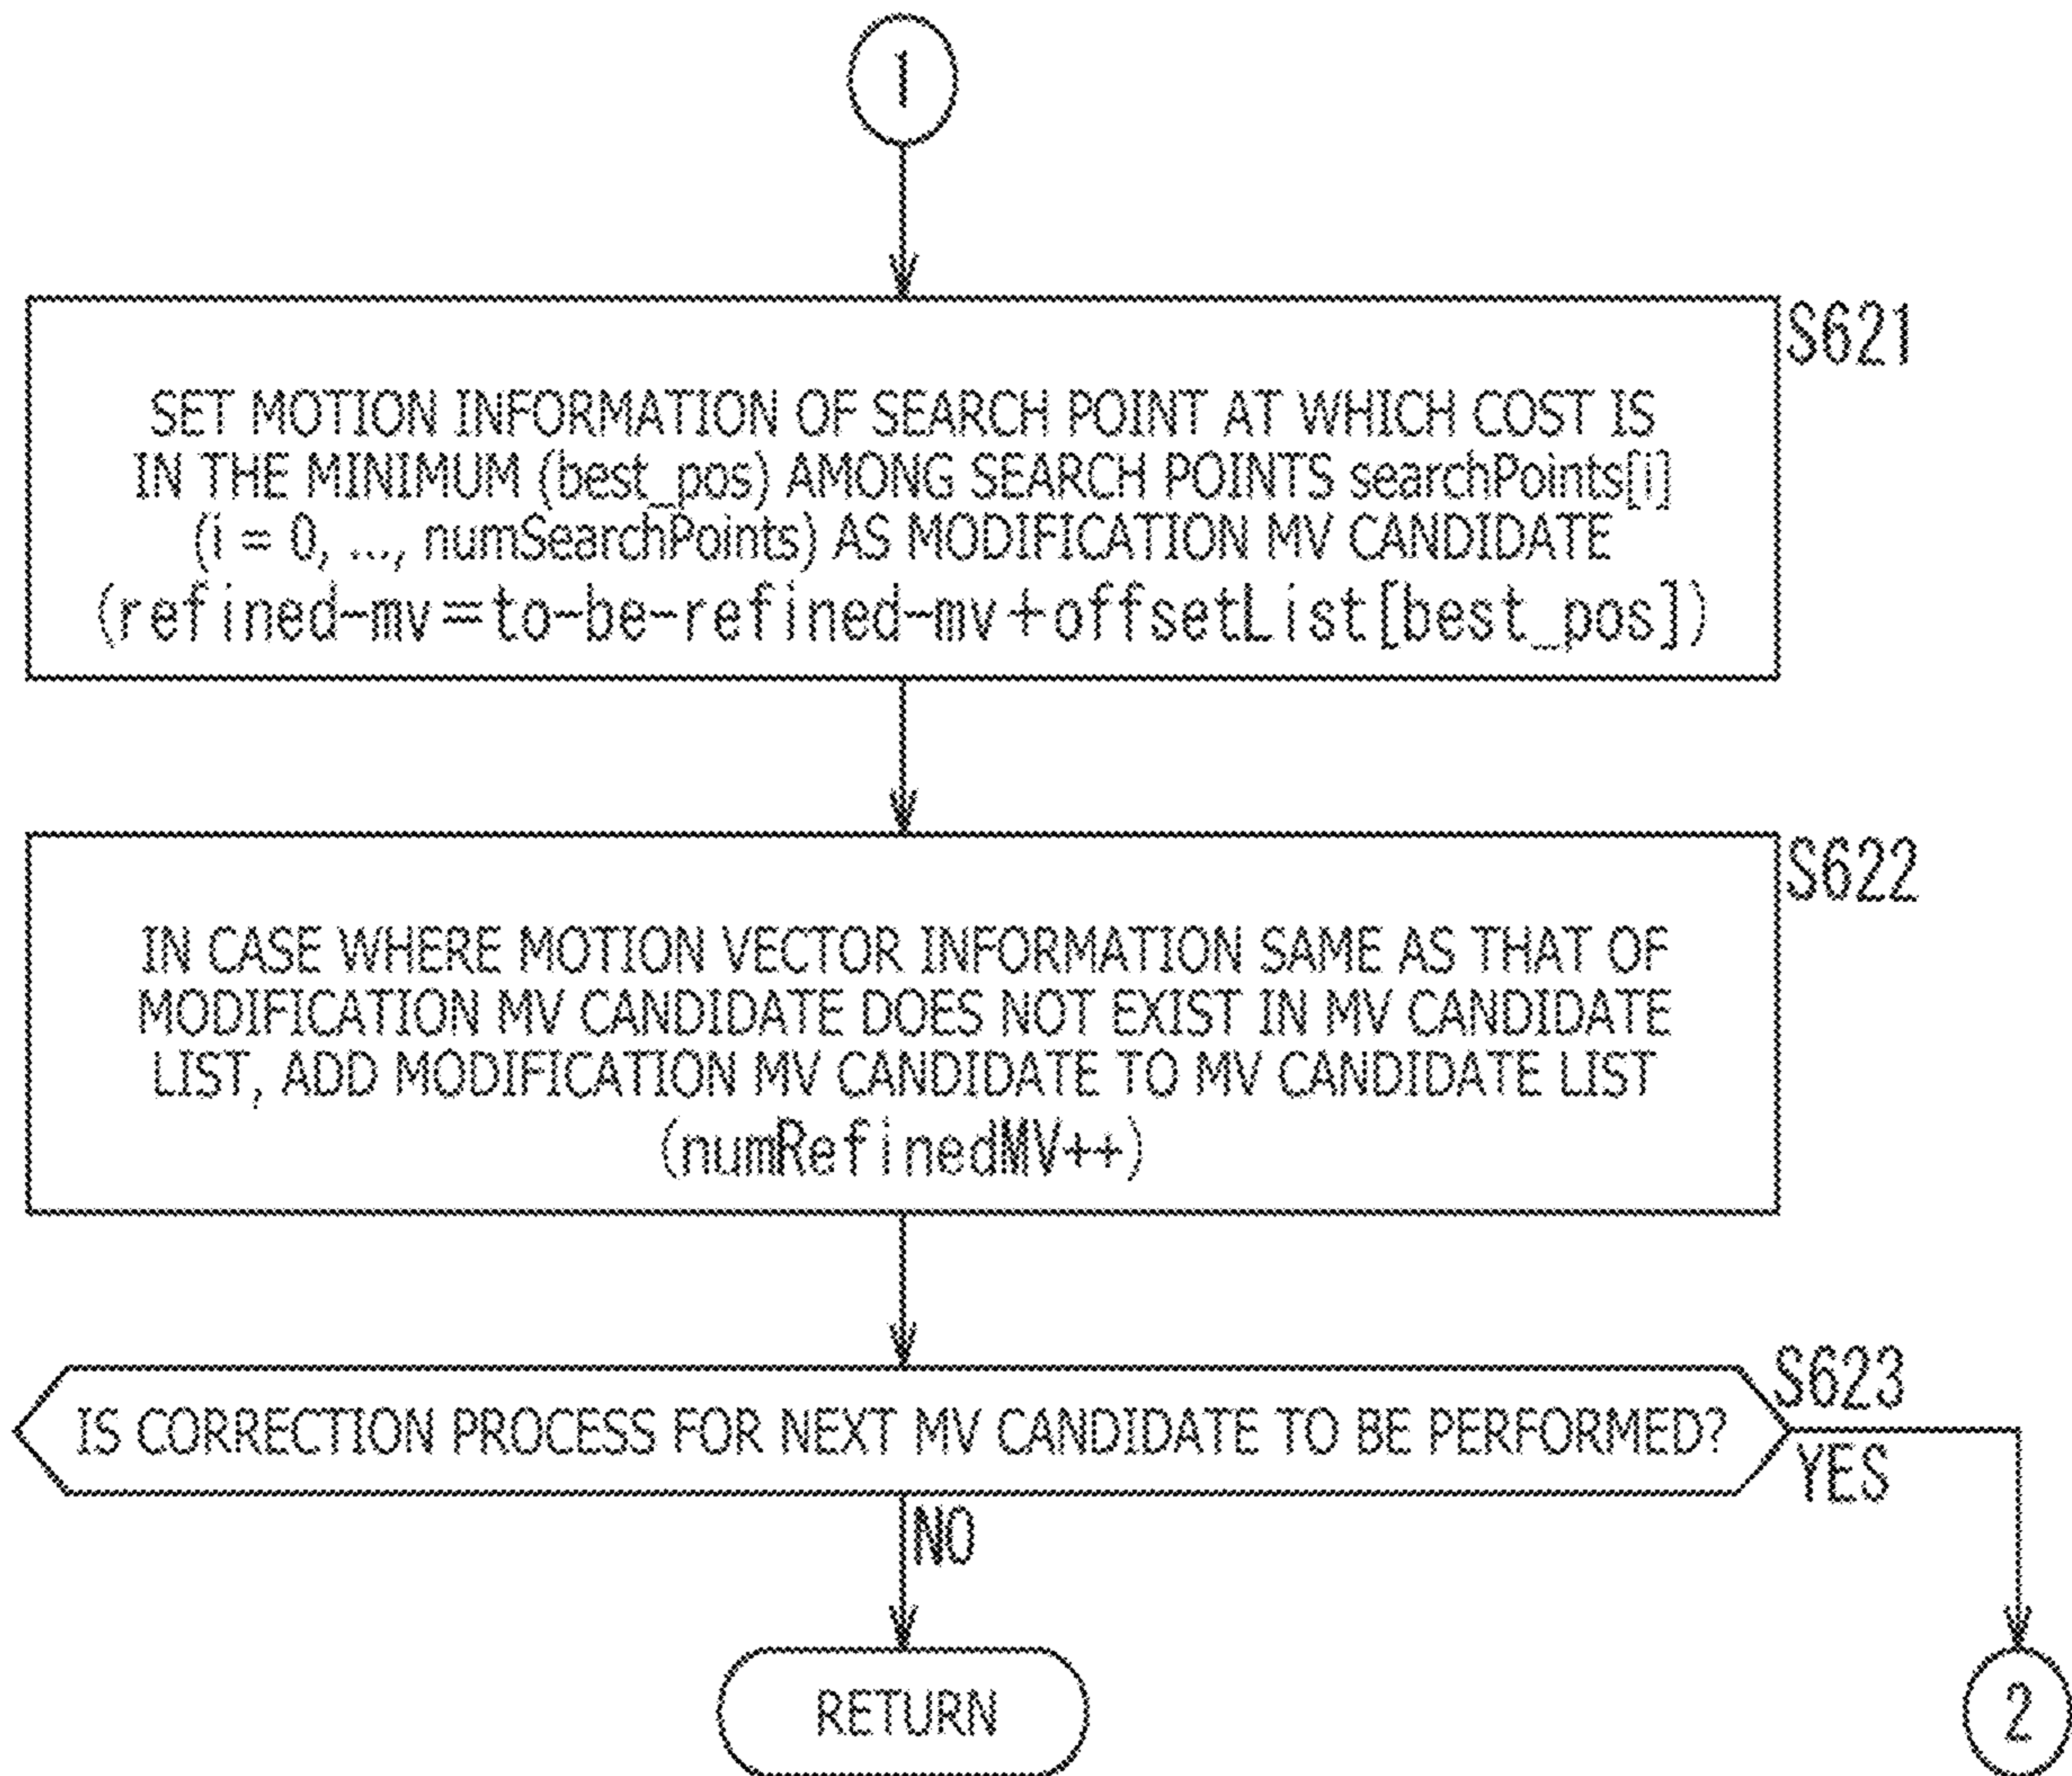 1
S621
SET MOTION INFORMATION OF SEARCH POINT AT WHICH COST IS
IN THE MINIMUM (best_pos) AMONG SEARCH POINTS searchPoints[i]
(i = 0, ..., numSearchPoints) AS MODIFICATION MV CANDIDATE
(refined-mv=to-be-refined-mv+offsetList[best_pos])
S622
IN CASE WHERE MOTION VECTOR INFORMATION SAME AS THAT OF
MODIFICATION MV CANDIDATE DOES NOT EXIST IN MV CANDIDATE
LIST, ADD MODIFICATION MV CANDIDATE TO MV CANDIDATE LIST
(numRefinedMV++)
S623
IS CORRECTION PROCESS FOR NEXT MV CANDIDATE TO BE PERFORMED?
YES
NO
RETURN
2